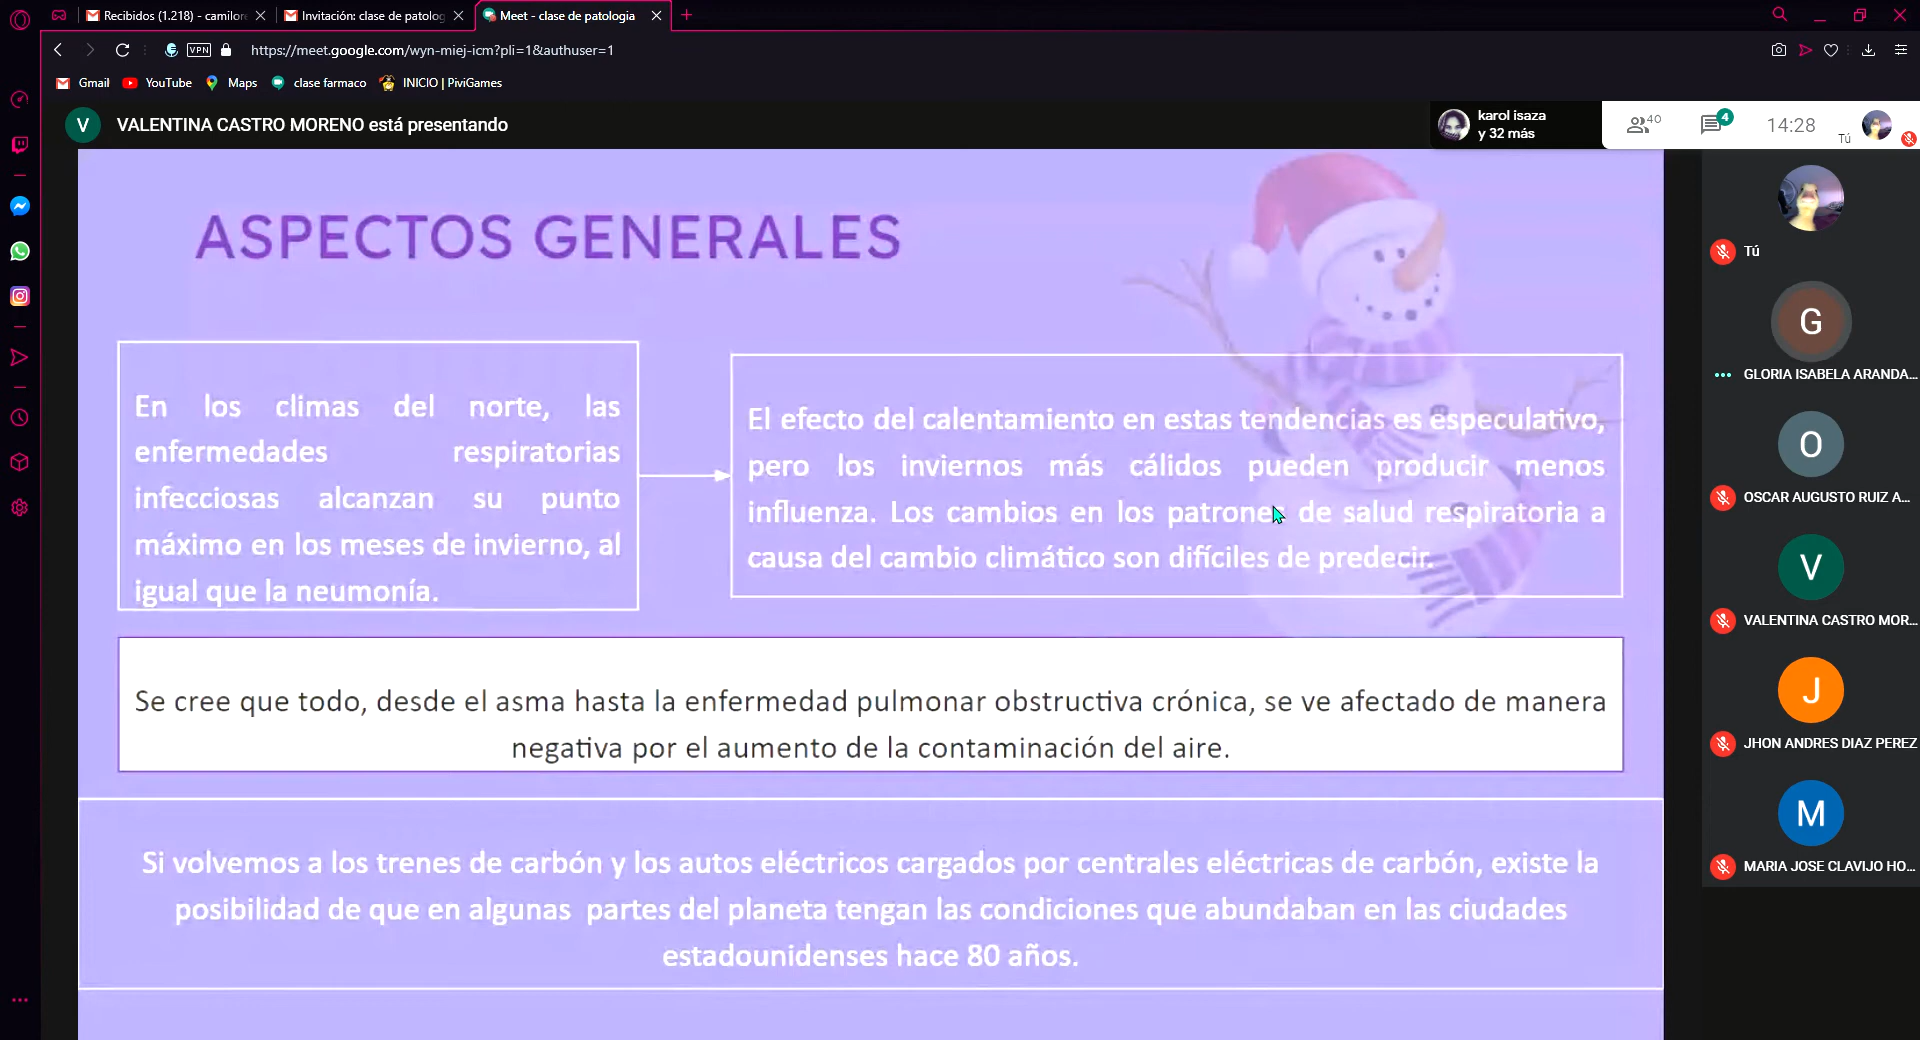 Recibidos (1.218) - camilore
Invitación: clase de patolog
Meet - clase de patologia
VPN
https://meet.google.com/wyn-miej-icm?pli=1&authuser=1
Gmail
YouTube
Maps
clase farmaco
INICIO | PiviGames
V
VALENTINA CASTRO MORENO está presentando
karol isaza
y 32 más
40
4
14:28
Tú
ASPECTOS GENERALES
En los climas del norte, las
enfermedades respiratorias
infecciosas alcanzan su punto
máximo en los meses de invierno, al
igual que la neumonía.
El efecto del calentamiento en estas tendencias es especulativo,
pero los inviernos más cálidos pueden producir menos
influenza. Los cambios en los patrones de salud respiratoria a
causa del cambio climático son difíciles de predecir.
Se cree que todo, desde el asma hasta la enfermedad pulmonar obstructiva crónica, se ve afectado de manera
negativa por el aumento de la contaminación del aire.
Si volvemos a los trenes de carbón y los autos eléctricos cargados por centrales eléctricas de carbón, existe la
posibilidad de que en algunas partes del planeta tengan las condiciones que abundaban en las ciudades
estadounidenses hace 80 años.
Tú
G
GLORIA ISABELA ARANDA...
O
OSCAR AUGUSTO RUIZ A...
V
VALENTINA CASTRO MOR...
J
JHON ANDRES DIAZ PEREZ
M
MARIA JOSE CLAVIJO HO...